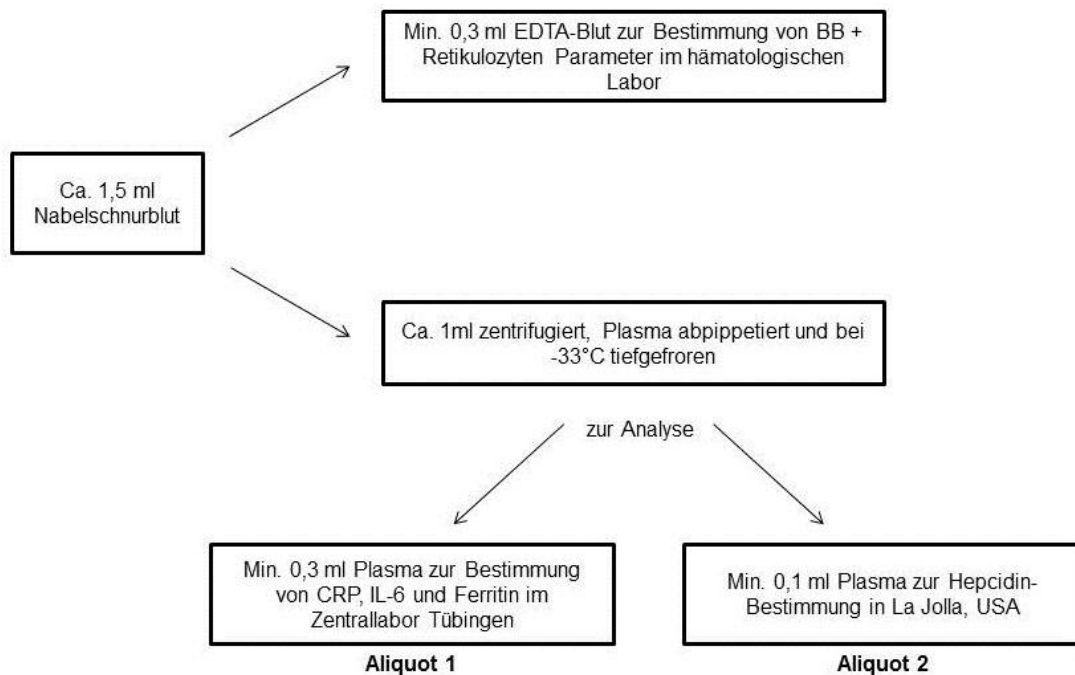 Min. 0,3 ml EDTA-Blut zur Bestimmung von BB +
Retikulozyten Parameter im hämatologischen
Labor
Ca. 1,5 ml
Nabelschnurblut
Ca. 1ml zentrifugiert, Plasma abpippetiert und bei
-33°C tiefgefroren
zur Analyse
Min. 0,3 ml Plasma zur Bestimmung
von CRP, IL-6 und Ferritin im
Zentrallabor Tübingen
Aliquot 1
Min. 0,1 ml Plasma zur Hepcidin-
Bestimmung in La Jolla, USA
Aliquot 2